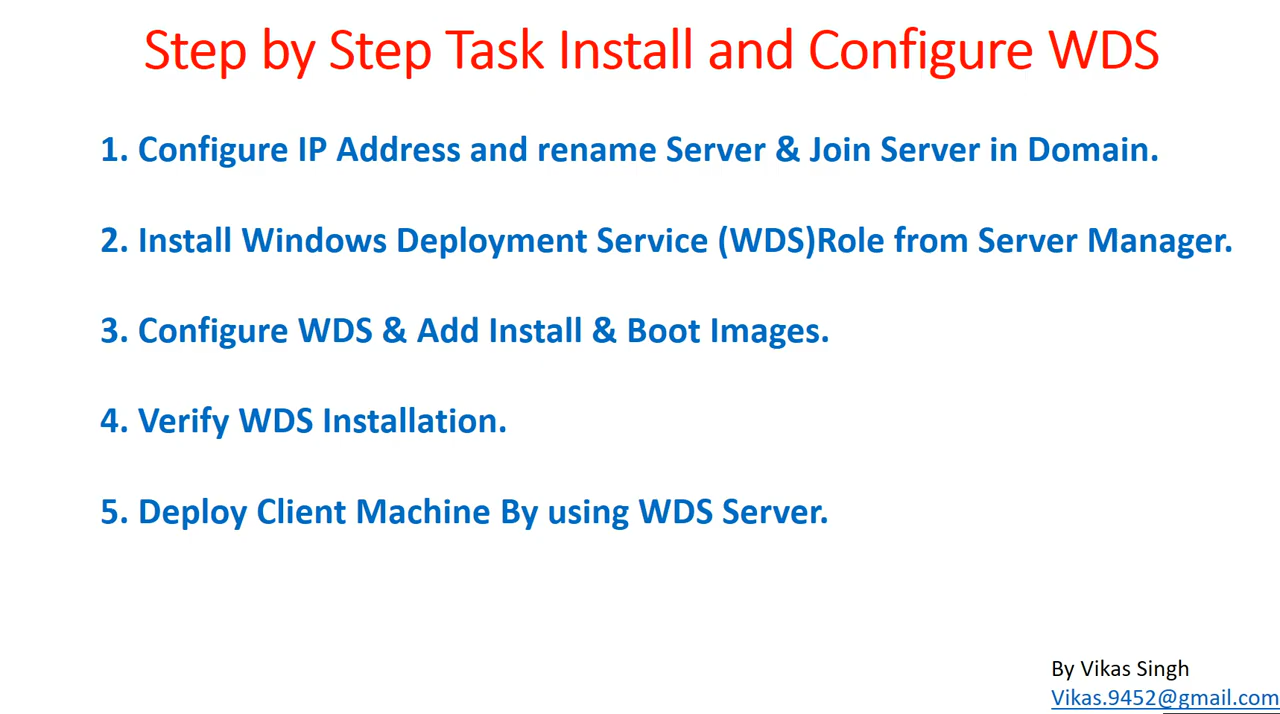 Step by Step Task Install and Configure WDS
1. Configure IP Address and rename Server & Join Server in Domain.
2. Install Windows Deployment Service (WDS)Role from Server Manager.
3. Configure WDS & Add Install & Boot Images.
4. Verify WDS Installation.
5. Deploy Client Machine By using WDS Server.
By Vikas Singh
Vikas.9452@gmail.com